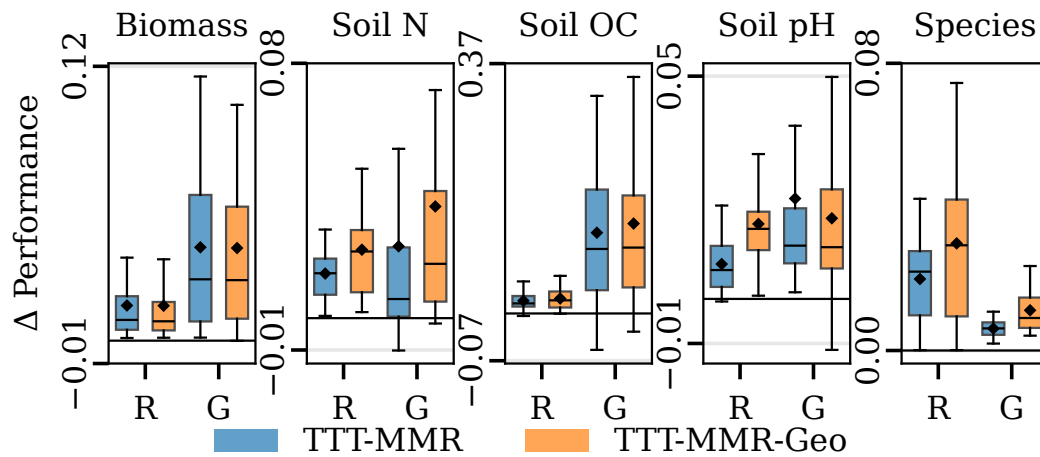 Biomass Soil N Soil OC Soil pH Species
Δ Performance
0.12
−0.01
0.08
−0.01
0.37
−0.07
0.05
−0.01
0.08
0.00
R G R G R G R G R G
TTT-MMR TTT-MMR-Geo